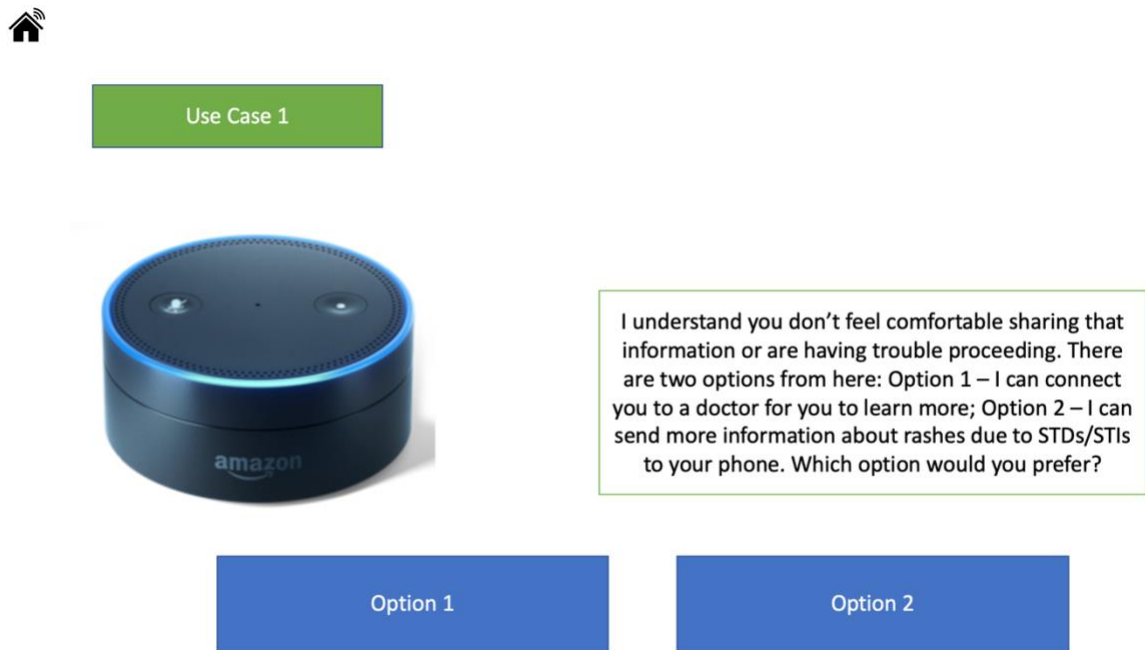 Use Case 1
I understand you don’t feel comfortable sharing that
information or are having trouble proceeding. There
are two options from here: Option 1 – I can connect
you to a doctor for you to learn more; Option 2 – I can
send more information about rashes due to STDs/STIs
to your phone. Which option would you prefer?
amazon
Option 1
Option 2